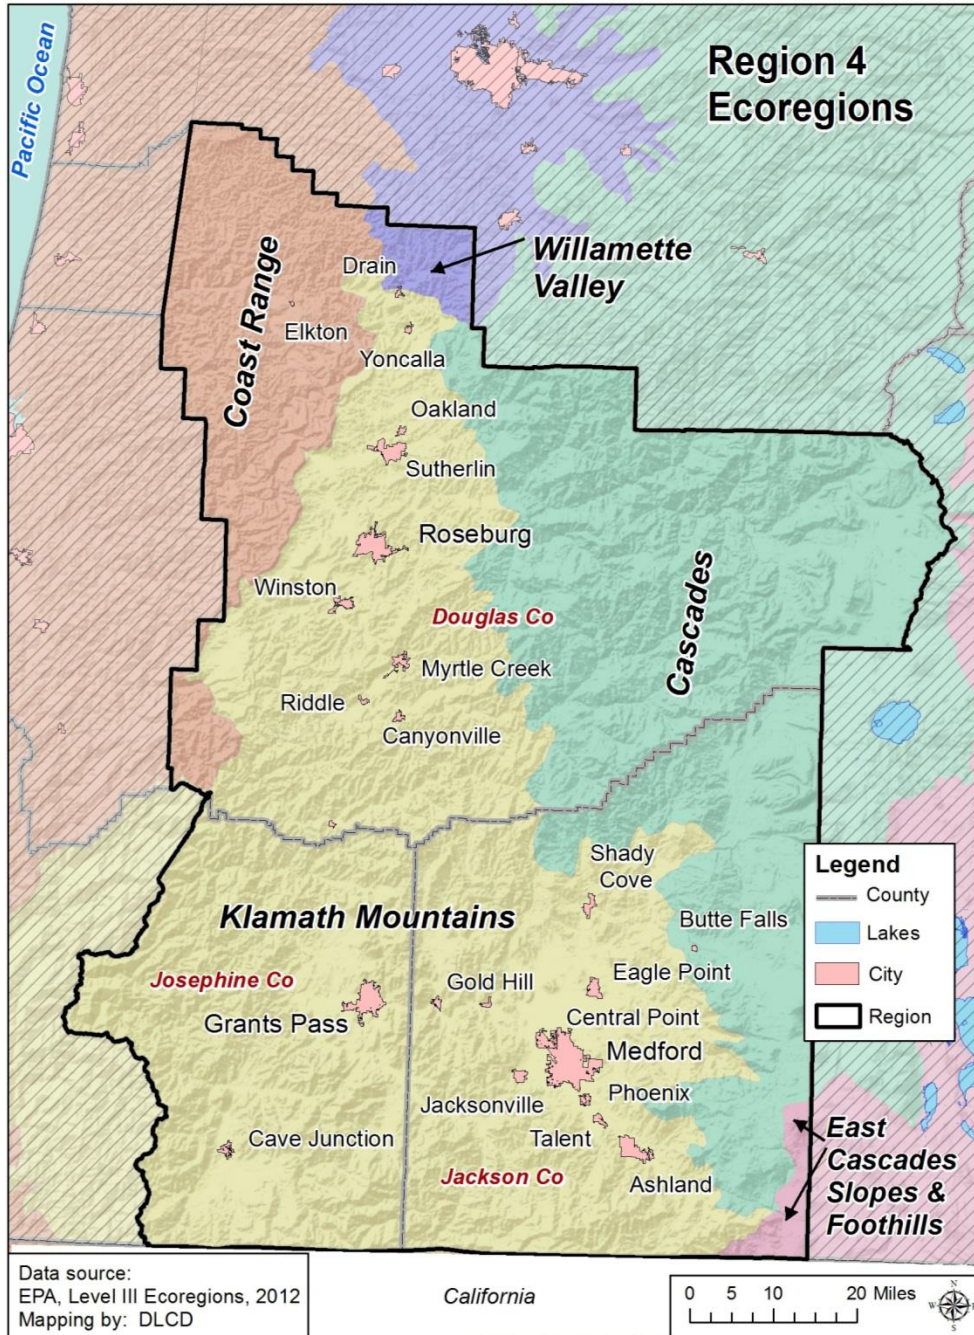 Pacific Ocean
Region 4
Ecoregions
Willamette
Valley
Drain
Coast Range
Elkton
Yoncalla
Oakland
Sutherlin
Roseburg
Winston
Douglas Co
Cascades
Myrtle Creek
Riddle
Canyonville
Shady
Cove
Legend
County
Lakes
City
Region
Klamath Mountains
Butte Falls
Josephine Co
Gold Hill
Eagle Point
Grants Pass
Central Point
Medford
Jacksonville
Phoenix
Cave Junction
Talent
Jackson Co
Ashland
East
Cascades
Slopes &
Foothills
Data source:
EPA, Level III Ecoregions, 2012
Mapping by: DLCD
California
0 5 10 20 Miles
N
W E
S